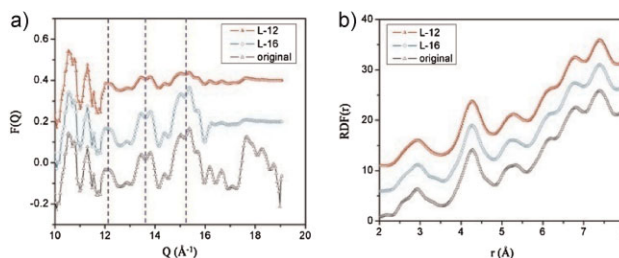 a)
L-12
L-16
original
F(Q)
0.6
0.4
0.2
0.0
-0.2
10 12 14 16 18 20
Q (Å⁻¹)
b)
L-12
L-16
original
RDF(r)
40
30
20
10
0
2 3 4 5 6 7 8
r (Å)